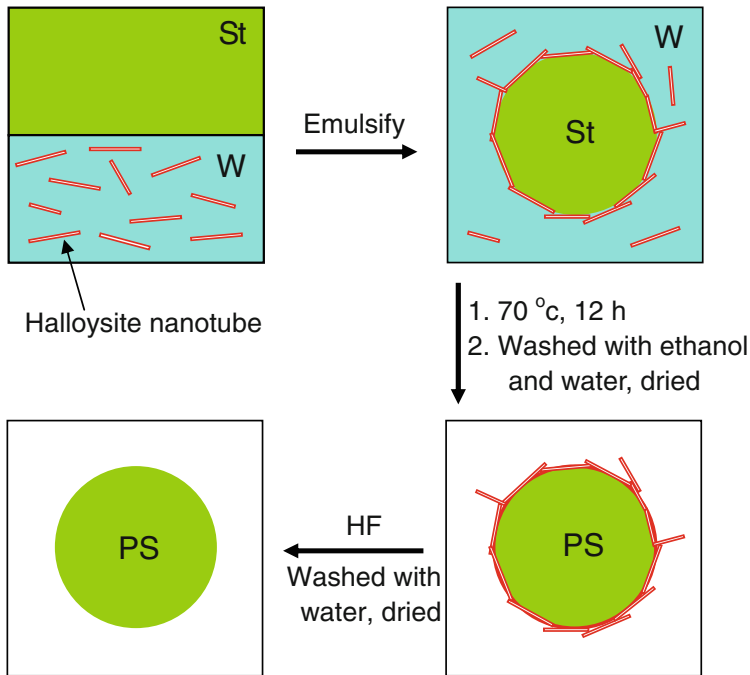 St
W
Halloysite nanotube
Emulsify
W
St
1. 70 °c, 12 h
2. Washed with ethanol
and water, dried
PS
HF
Washed with
water, dried
PS